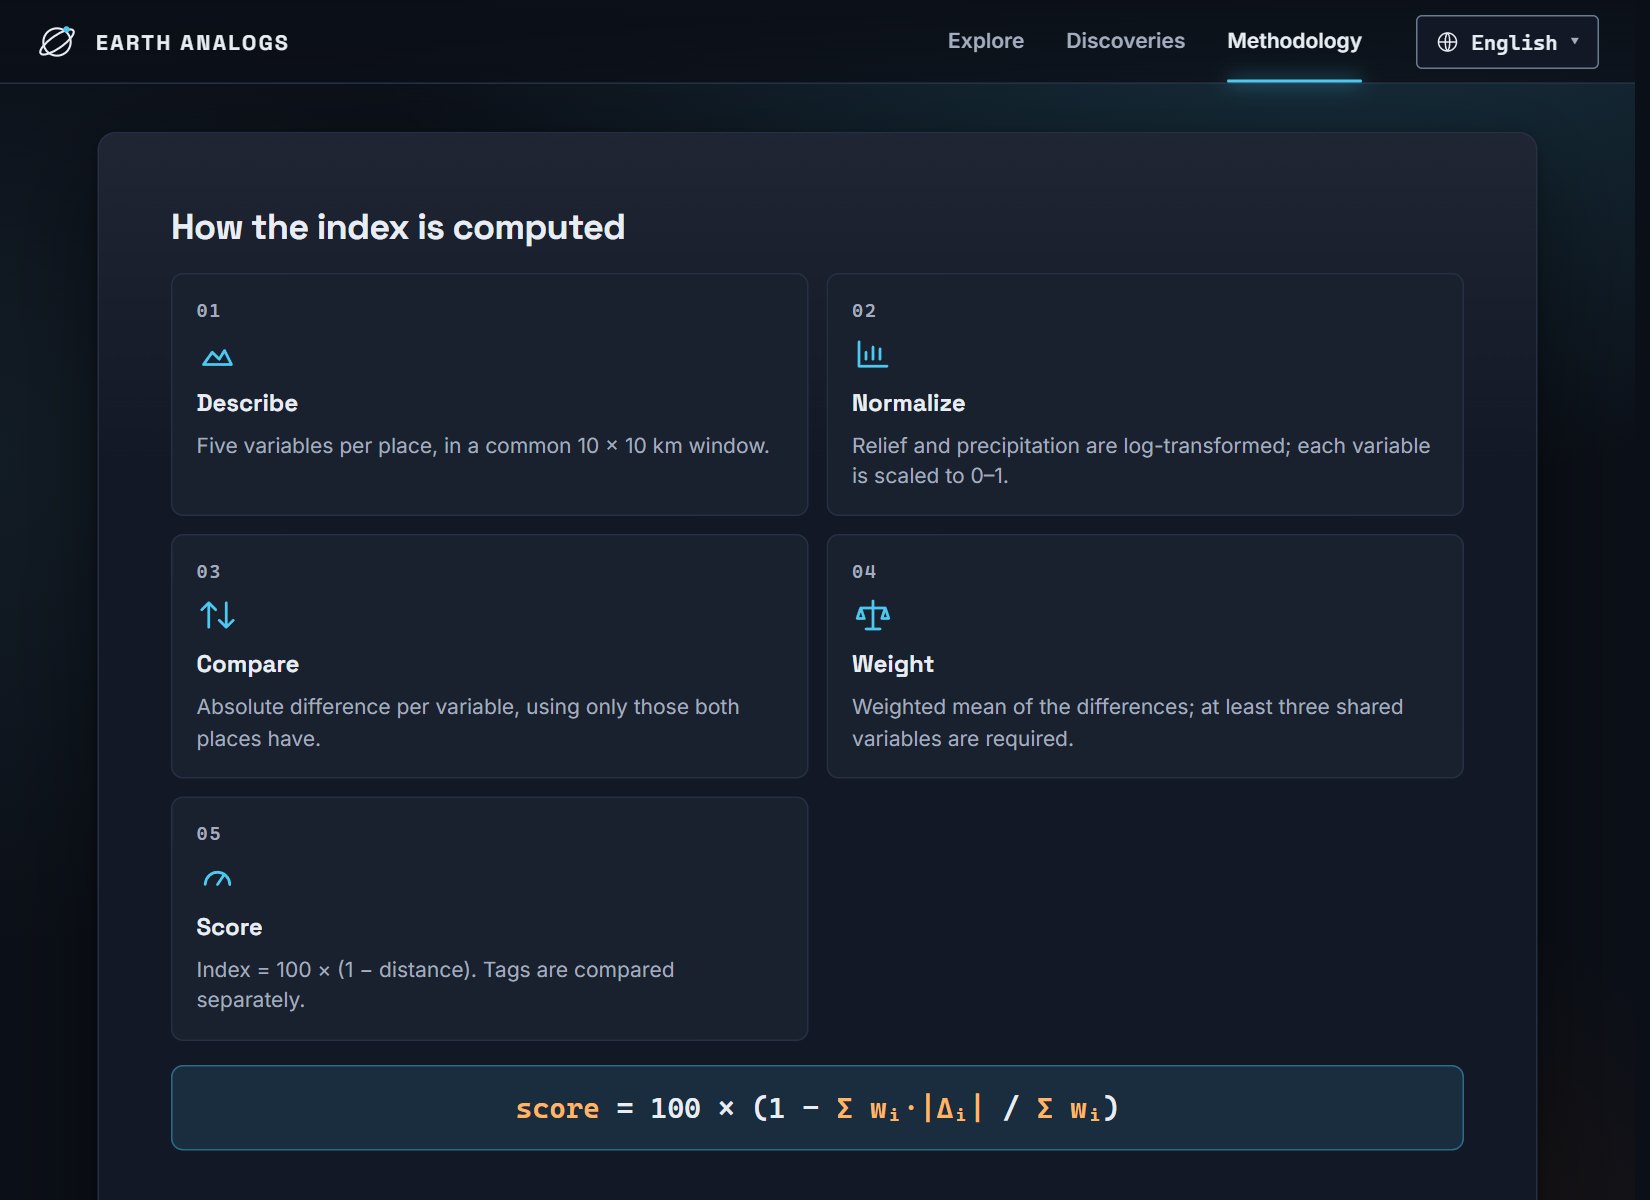 EARTH ANALOGS
Explore
Discoveries
Methodology
English
How the index is computed
01
Describe
Five variables per place, in a common 10 × 10 km window.
02
Normalize
Relief and precipitation are log-transformed; each variable
is scaled to 0–1.
03
Compare
Absolute difference per variable, using only those both
places have.
04
Weight
Weighted mean of the differences; at least three shared
variables are required.
05
Score
Index = 100 × (1 − distance). Tags are compared
separately.
score = 100 × (1 − Σ wᵢ·|Δᵢ| / Σ wᵢ)